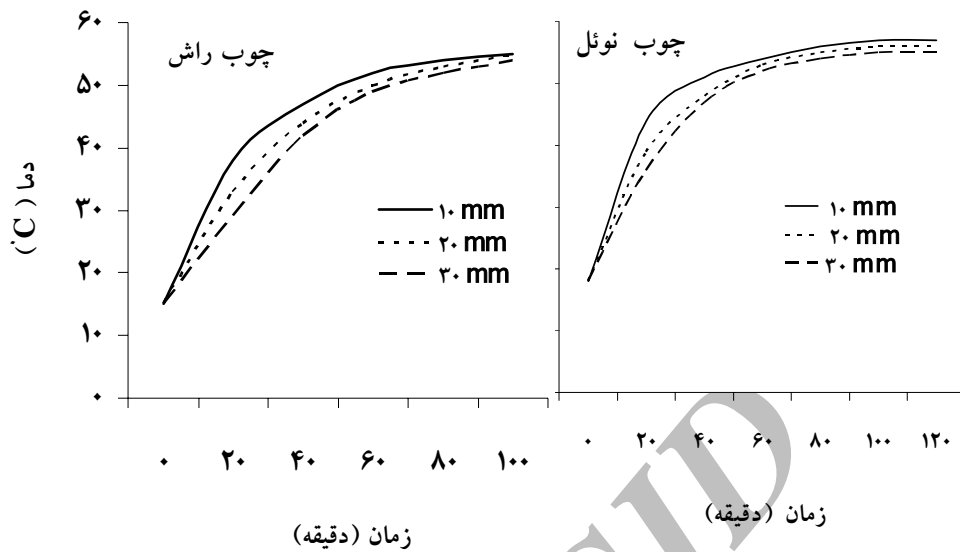 چوب راش
۶۰
۵۰
۴۰
۳۰
۲۰
۱۰
۰
دما (C˚)
۱۰ mm
۲۰ mm
۳۰ mm
۰ ۲۰ ۴۰ ۶۰ ۸۰ ۱۰۰
زمان (دقیقه)
چوب نوئل
۱۰ mm
۲۰ mm
۳۰ mm
۰ ۲۰ ۴۰ ۶۰ ۸۰ ۱۰۰ ۱۲۰
زمان (دقیقه)
SID